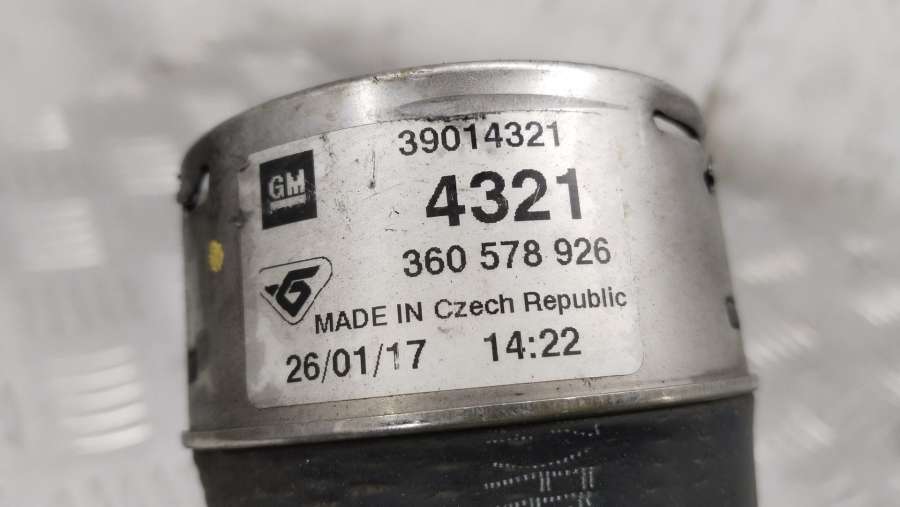 39014321
GM
4321
360 578 926
MADE IN Czech Republic
26/01/17 14:22